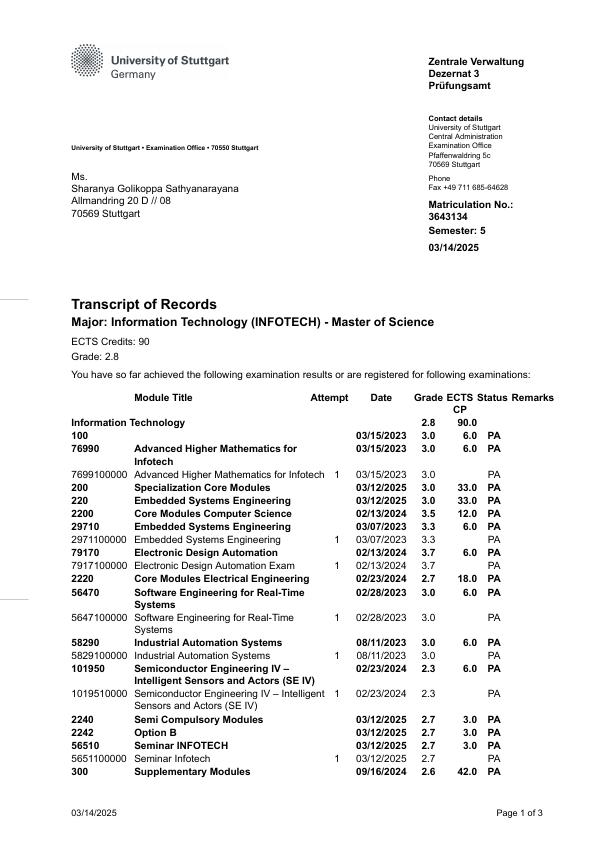 University of Stuttgart
Germany
Zentrale Verwaltung
Dezernat 3
Prüfungsamt
Contact details
University of Stuttgart
Central Administration
Examination Office
Pfaffenwaldring 5c
70569 Stuttgart
Phone
Fax +49 711 685-64628
Matriculation No.:
3643134
Semester: 5
03/14/2025
University of Stuttgart • Examination Office • 70550 Stuttgart
Ms.
Sharanya Golikoppa Sathyanarayana
Allmandring 20 D // 08
70569 Stuttgart
Transcript of Records
Major: Information Technology (INFOTECH) - Master of Science
ECTS Credits: 90
Grade: 2.8
You have so far achieved the following examination results or are registered for following examinations:
Module Title Attempt Date Grade ECTS Status Remarks
CP
Information Technology 2.8 90.0
100 03/15/2023 3.0 6.0 PA
76990 Advanced Higher Mathematics for 03/15/2023 3.0 6.0 PA
Infotech
7699100000 Advanced Higher Mathematics for Infotech 1 03/15/2023 3.0 PA
200 Specialization Core Modules 03/12/2025 3.0 33.0 PA
220 Embedded Systems Engineering 03/12/2025 3.0 33.0 PA
2200 Core Modules Computer Science 02/13/2024 3.5 12.0 PA
29710 Embedded Systems Engineering 03/07/2023 3.3 6.0 PA
2971100000 Embedded Systems Engineering 1 03/07/2023 3.3 PA
79170 Electronic Design Automation 02/13/2024 3.7 6.0 PA
7917100000 Electronic Design Automation Exam 1 02/13/2024 3.7 PA
2220 Core Modules Electrical Engineering 02/23/2024 2.7 18.0 PA
56470 Software Engineering for Real-Time 02/28/2023 3.0 6.0 PA
Systems
5647100000 Software Engineering for Real-Time 1 02/28/2023 3.0 PA
Systems
58290 Industrial Automation Systems 08/11/2023 3.0 6.0 PA
5829100000 Industrial Automation Systems 1 08/11/2023 3.0 PA
101950 Semiconductor Engineering IV – 02/23/2024 2.3 6.0 PA
Intelligent Sensors and Actors (SE IV)
1019510000 Semiconductor Engineering IV – Intelligent 1 02/23/2024 2.3 PA
Sensors and Actors (SE IV)
2240 Semi Compulsory Modules 03/12/2025 2.7 3.0 PA
2242 Option B 03/12/2025 2.7 3.0 PA
56510 Seminar INFOTECH 03/12/2025 2.7 3.0 PA
5651100000 Seminar Infotech 1 03/12/2025 2.7 PA
300 Supplementary Modules 09/16/2024 2.6 42.0 PA
03/14/2025 Page 1 of 3